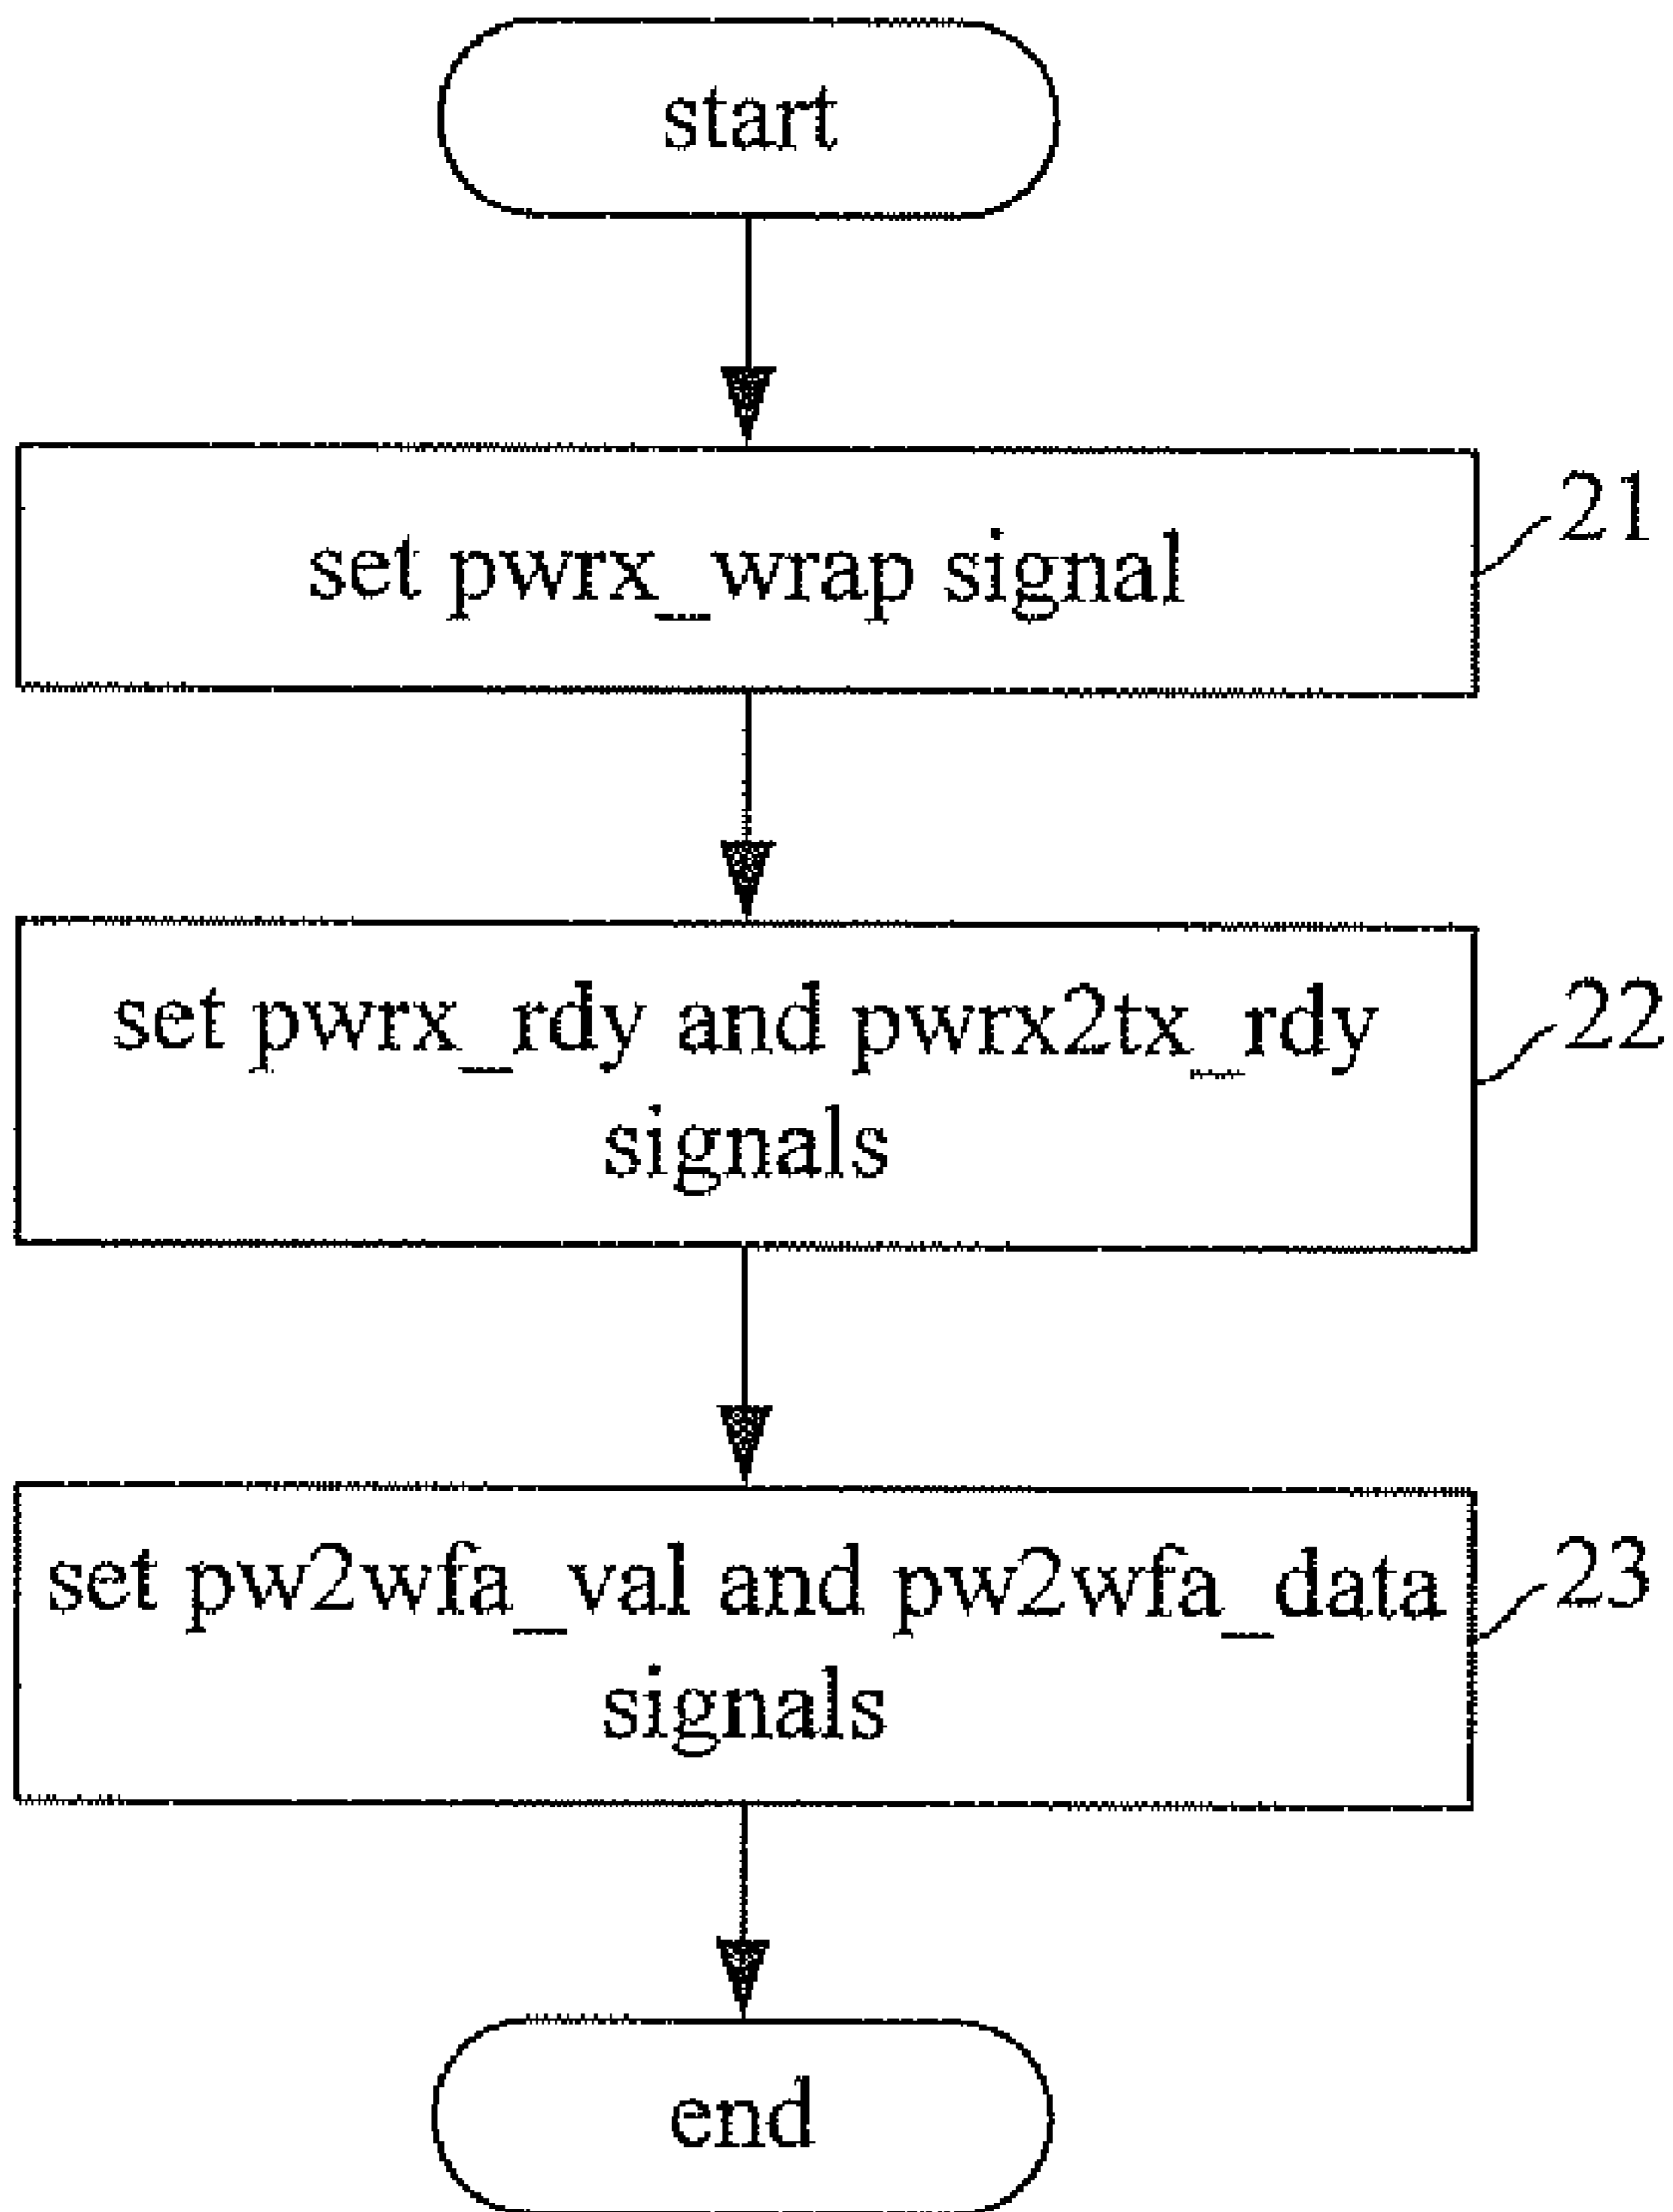 start
set pwrx_wrap signal
21
set pwrx_rdy and pwrx2tx_rdy
signals
22
set pw2wfa_val and pw2wfa_data
signals
23
end